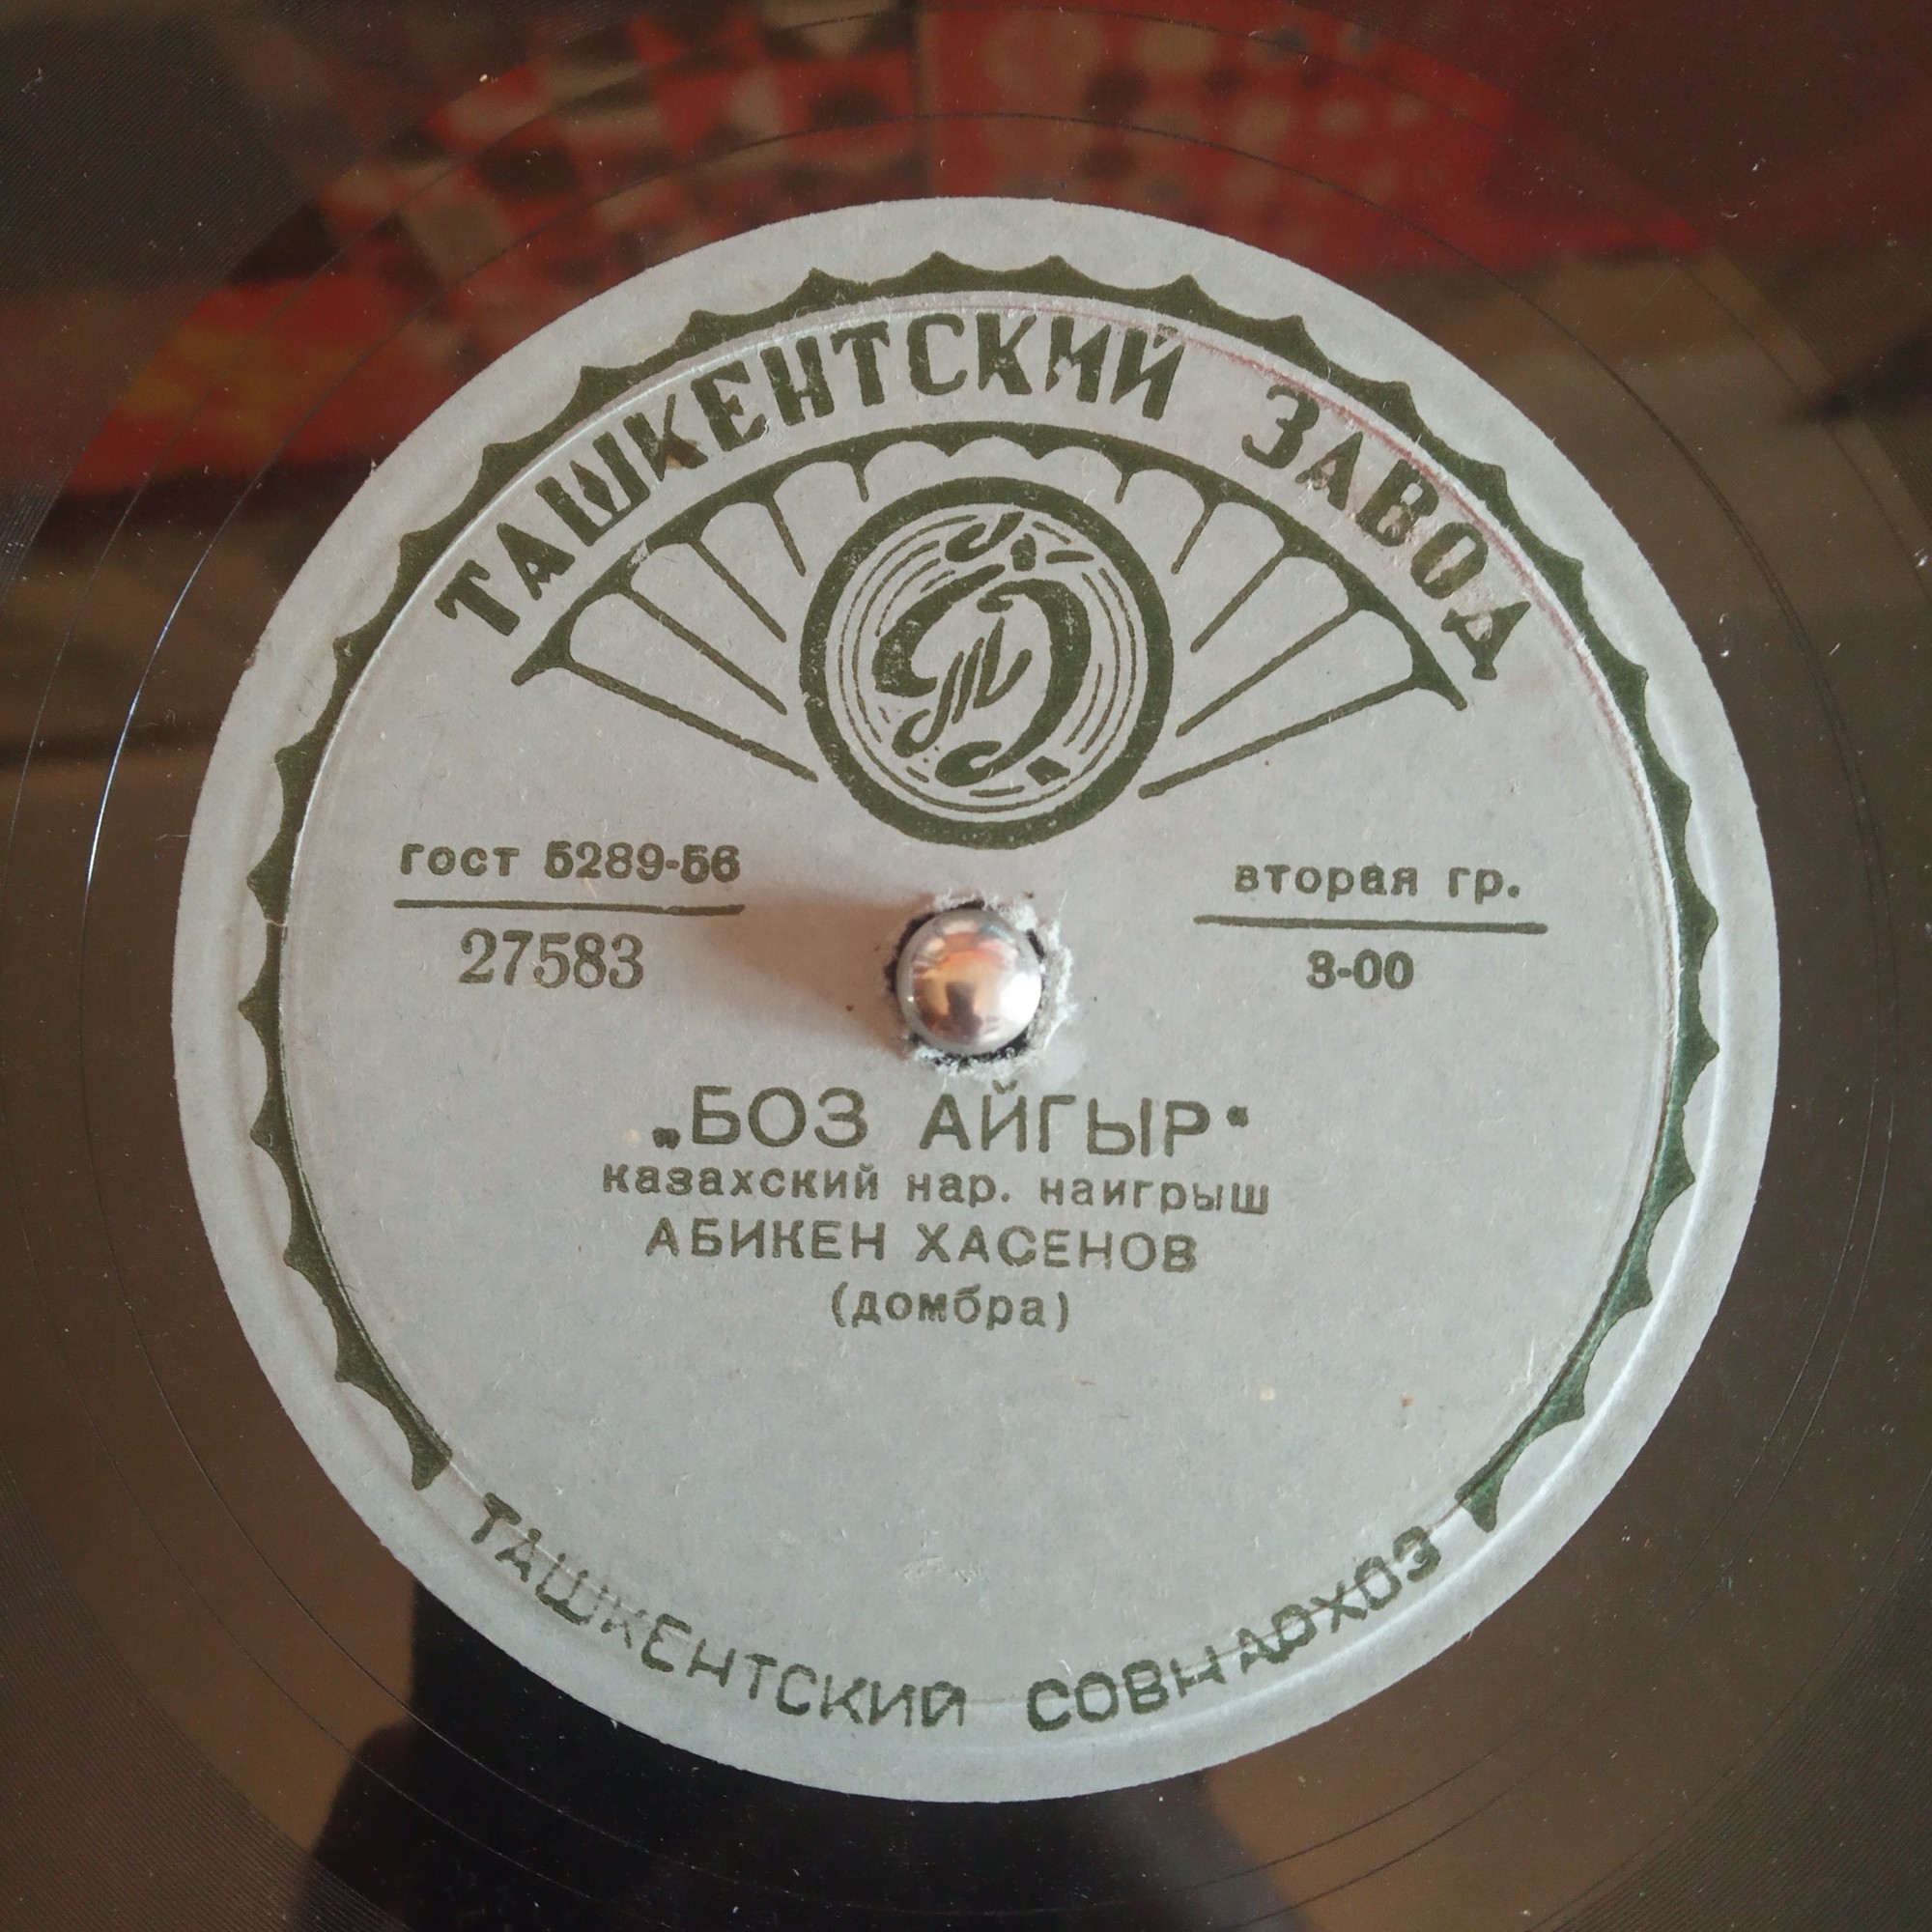 ТАШКЕНТСКИЙ ЗАВОД
гост 5289-56
27583
вторая гр.
3-00
„БОЗ АЙГЫР“
казахский нар. наигрыш
АБИКЕН ХАСЕНОВ
(домбра)
ТАШКЕНТСКИЙ СОВНАРХОЗ